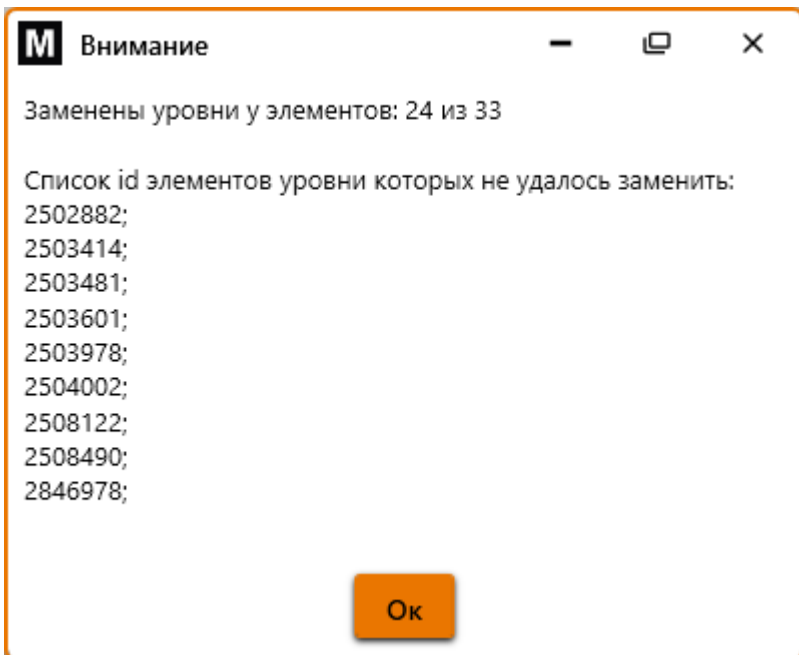 M Внимание
Заменены уровни у элементов: 24 из 33
Список id элементов уровни которых не удалось заменить:
2502882;
2503414;
2503481;
2503601;
2503978;
2504002;
2508122;
2508490;
2846978;
Ок